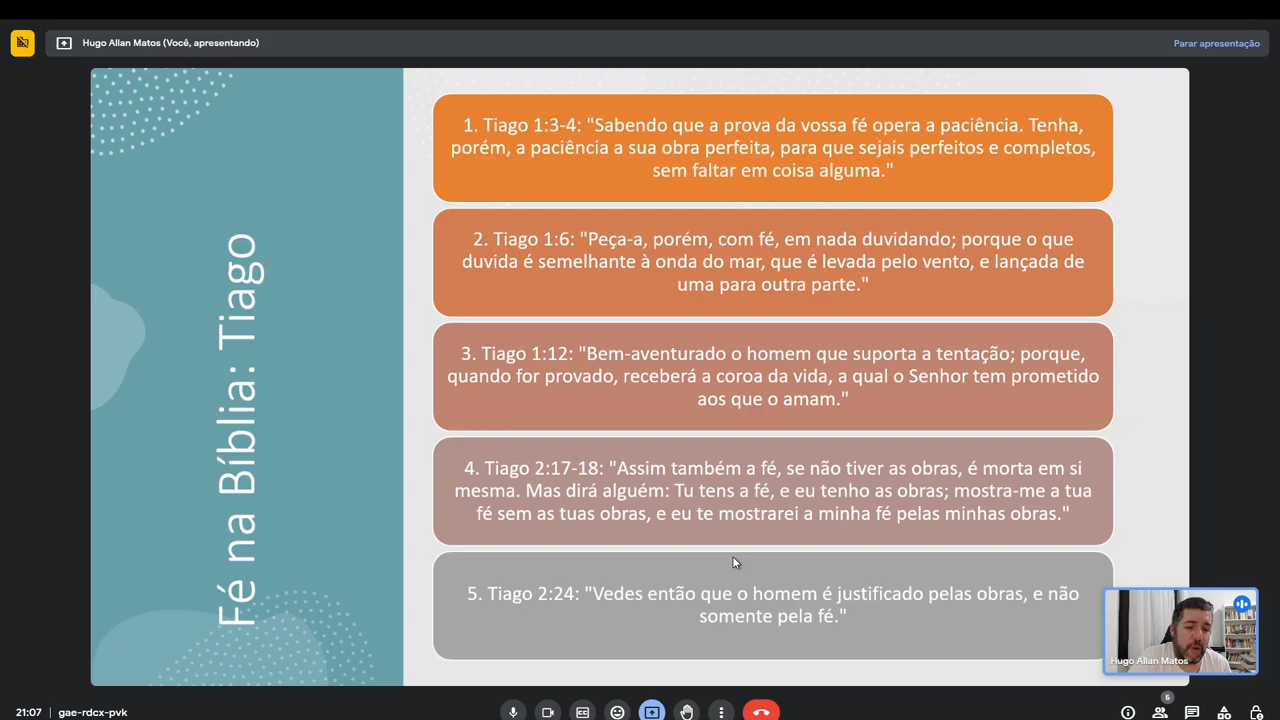 Hugo Allan Matos (Você, apresentando)
Parar apresentação
Fé na Bíblia: Tiago
1. Tiago 1:3-4: "Sabendo que a prova da vossa fé opera a paciência. Tenha,
porém, a paciência a sua obra perfeita, para que sejais perfeitos e completos,
sem faltar em coisa alguma."
2. Tiago 1:6: "Peça-a, porém, com fé, em nada duvidando; porque o que
duvida é semelhante à onda do mar, que é levada pelo vento, e lançada de
uma para outra parte."
3. Tiago 1:12: "Bem-aventurado o homem que suporta a tentação; porque,
quando for provado, receberá a coroa da vida, a qual o Senhor tem prometido
aos que o amam."
4. Tiago 2:17-18: "Assim também a fé, se não tiver as obras, é morta em si
mesma. Mas dirá alguém: Tu tens a fé, e eu tenho as obras; mostra-me a tua
fé sem as tuas obras, e eu te mostrarei a minha fé pelas minhas obras."
5. Tiago 2:24: "Vedes então que o homem é justificado pelas obras, e não
somente pela fé."
Hugo Allan Matos
21:07 | gae-rdcx-pvk